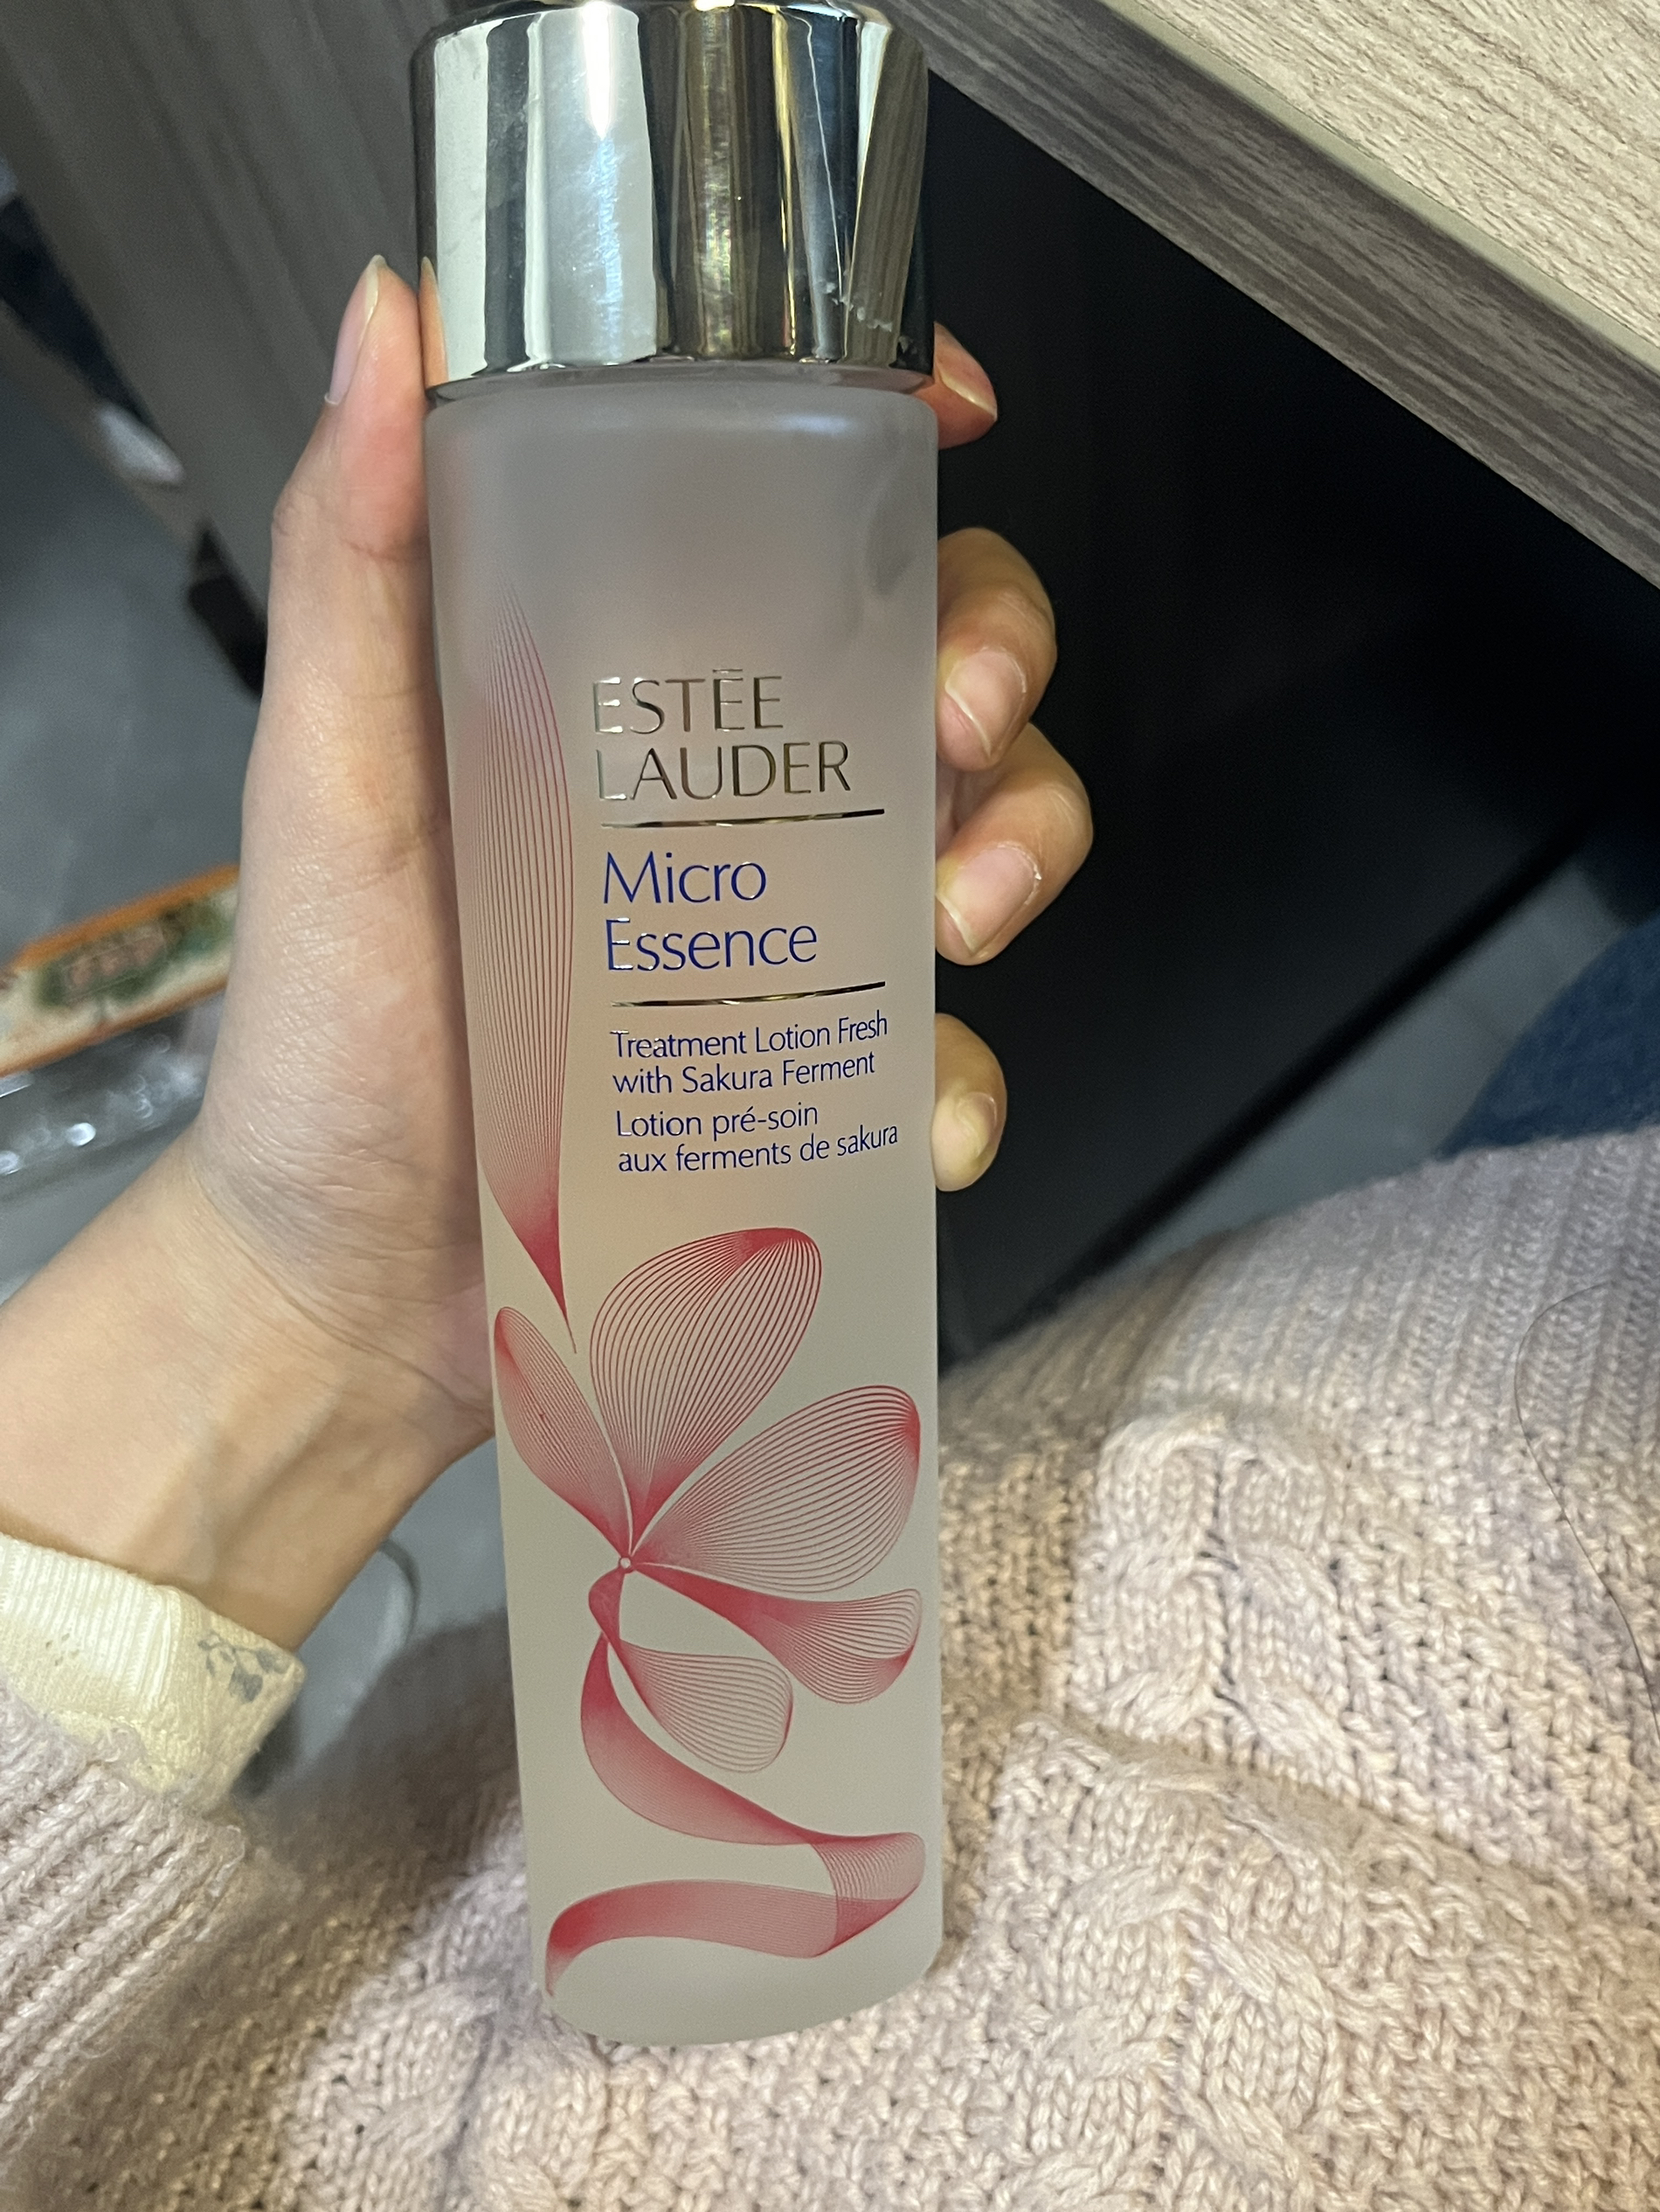 ESTĒE
LAUDER
Micro
Essence
Treatment Lotion Fresh
with Sakura Ferment
Lotion pré-soin
aux ferments de sakura